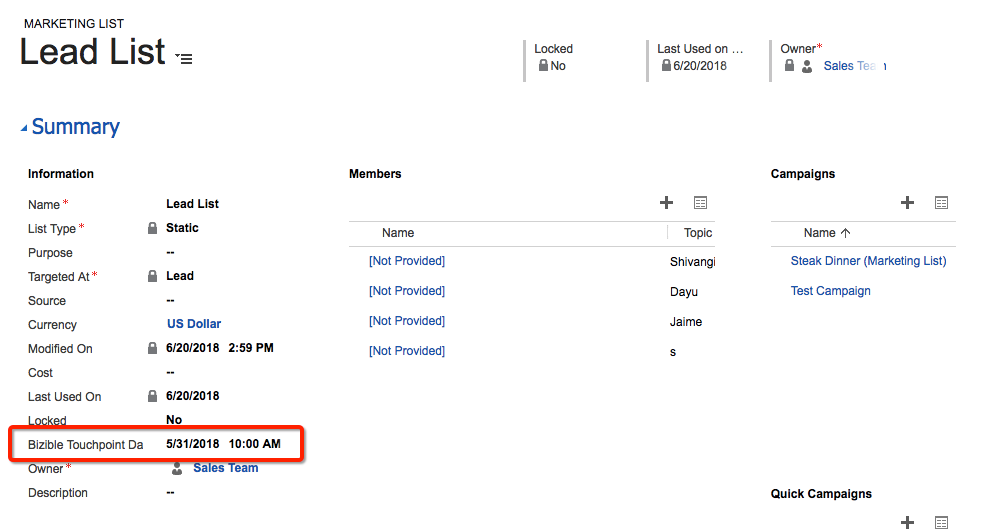 MARKETING LIST
Lead List
Locked
No
Last Used on ...
6/20/2018
Owner*
Sales Tea
Summary
Information
Name *
Lead List
List Type *
Static
Purpose
--
Targeted At *
Lead
Source
--
Currency
US Dollar
Modified On
6/20/2018 2:59 PM
Cost
--
Last Used On
6/20/2018
Locked
No
Bizible Touchpoint Da
5/31/2018 10:00 AM
Owner *
Sales Team
Description
--
Members
Name
Topic
[Not Provided]
Shivangi
[Not Provided]
Dayu
[Not Provided]
Jaime
[Not Provided]
s
Campaigns
Name
Steak Dinner (Marketing List)
Test Campaign
Quick Campaigns